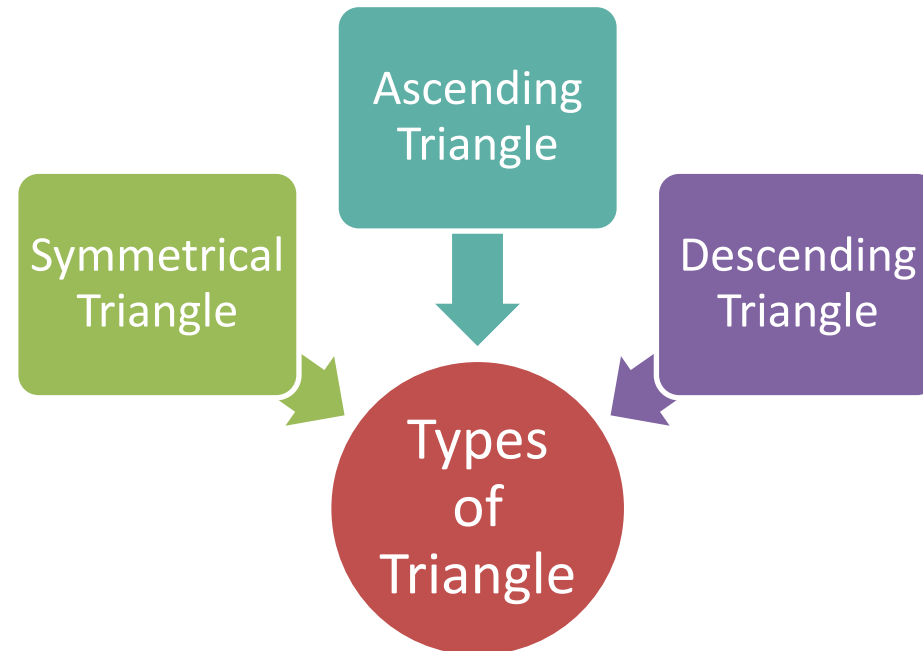 Ascending
Triangle
Symmetrical
Triangle
Descending
Triangle
Types
of
Triangle